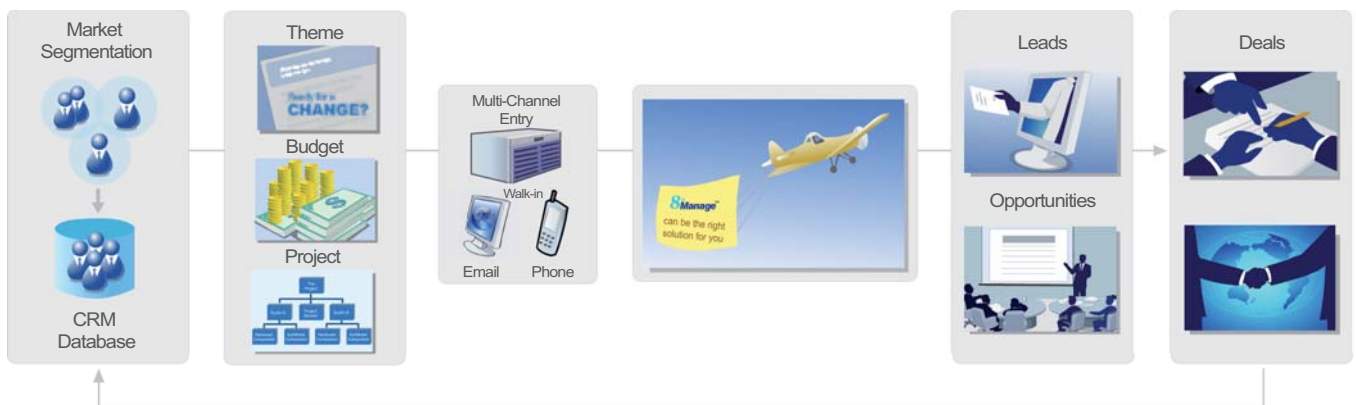 Market
Segmentation
CRM
Database
Theme
Ready for a
CHANGE?
Budget
Project
Multi-Channel
Entry
Walk-in
Email
Phone
8Manage™
can be the right
solution for you
Leads
Opportunities
Deals